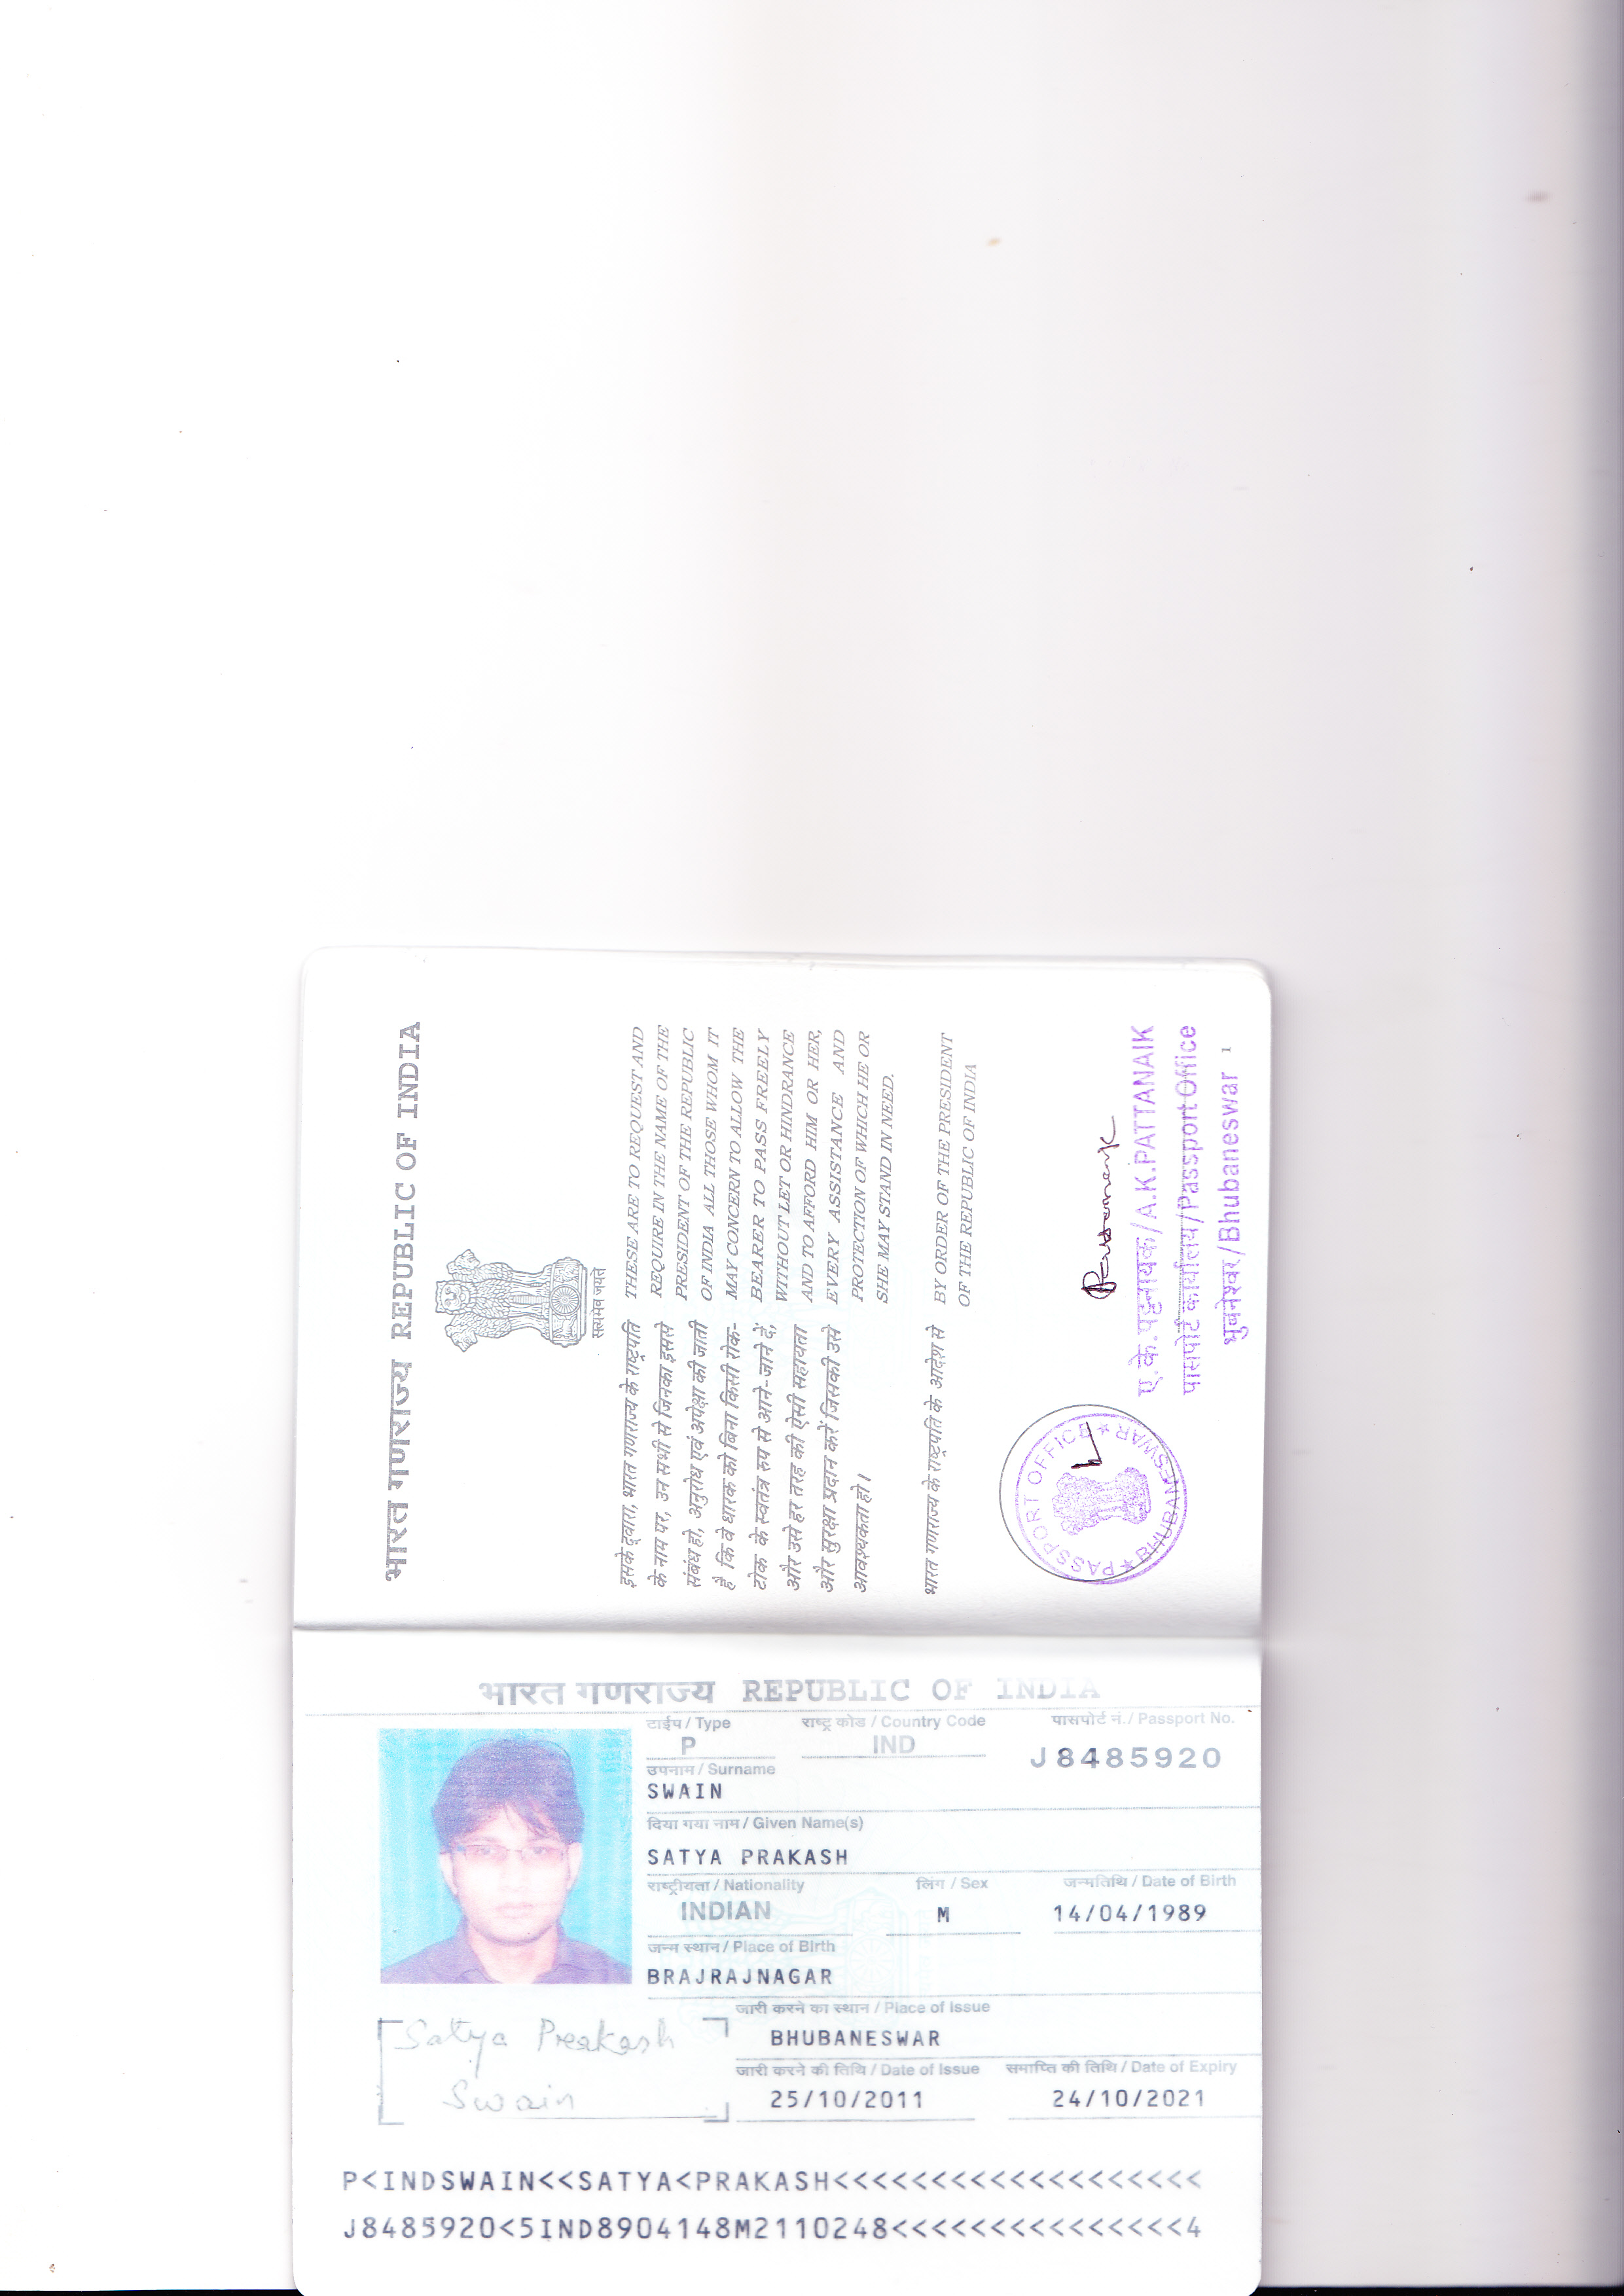 भारत गणराज्य REPUBLIC OF INDIA
सत्यमेव जयते
इसके द्वारा, भारत गणराज्य के राष्ट्रपति
के नाम पर, उन सभी से जिनका इससे
संबंध हो, अनुरोध एवं अपेक्षा की जाती
है कि वे धारक को बिना किसी रोक-
टोक के स्वतंत्र रुप से आने-जाने दें,
और उसे हर तरह की ऐसी सहायता
और सुरक्षा प्रदान करें जिसकी उसे
आवश्यकता हो।
THESE ARE TO REQUEST AND
REQUIRE IN THE NAME OF THE
PRESIDENT OF THE REPUBLIC
OF INDIA ALL THOSE WHOM IT
MAY CONCERN TO ALLOW THE
BEARER TO PASS FREELY
WITHOUT LET OR HINDRANCE
AND TO AFFORD HIM OR HER,
EVERY ASSISTANCE AND
PROTECTION OF WHICH HE OR
SHE MAY STAND IN NEED.
भारत गणराज्य के राष्ट्रपति के आदेश से
BY ORDER OF THE PRESIDENT
OF THE REPUBLIC OF INDIA
PASSPORT OFFICE
★ BHUBANESWAR ★
Pattanaik
ए. के. पट्टनायक/A.K.PATTANAIK
पासपोर्ट कार्यालय/Passport Office
भुवनेश्वर/Bhubaneswar
1
भारत गणराज्य REPUBLIC OF INDIA
टाईप / Type राष्ट्र कोड / Country Code पासपोर्ट नं. / Passport No.
P IND J8485920
उपनाम / Surname
SWAIN
दिया गया नाम / Given Name(s)
SATYA PRAKASH
राष्ट्रीयता / Nationality लिंग / Sex जन्मतिथि / Date of Birth
INDIAN M 14/04/1989
जन्म स्थान / Place of Birth
BRAJRAJNAGAR
जारी करने का स्थान / Place of Issue
BHUBANESWAR
जारी करने की तिथि / Date of Issue समाप्ति की तिथि / Date of Expiry
25/10/2011 24/10/2021
Satya Prakash
Swain
P<INDSWAIN<<SATYA<PRAKASH<<<<<<<<<<<<<<<<<<<
J8485920<5IND8904148M2110248<<<<<<<<<<<<<<<4